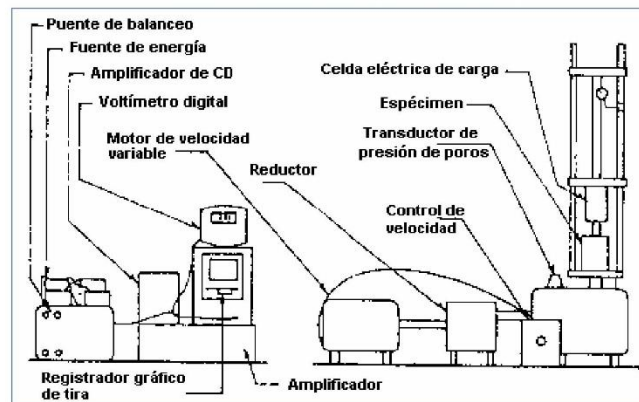 Puente de balanceo
Fuente de energía
Amplificador de CD
Voltímetro digital
Motor de velocidad
variable
Reductor
Celda eléctrica de carga
Espécimen
Transductor de
presión de poros
Control de
velocidad
Registrador gráfico
de tira
Amplificador